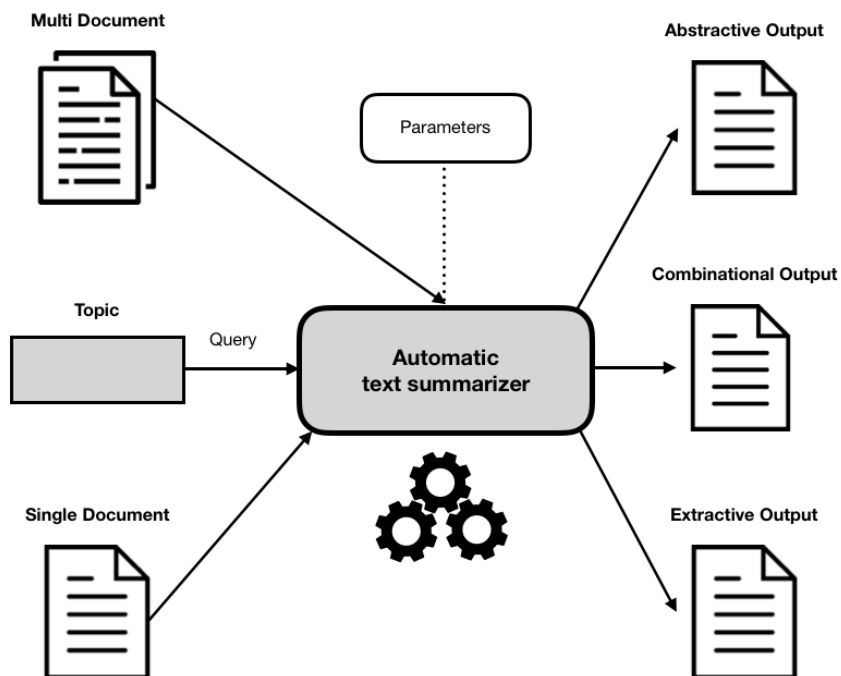 Multi Document
Abstractive Output
Parameters
Combinational Output
Topic
Query
Automatic
text summarizer
Single Document
Extractive Output